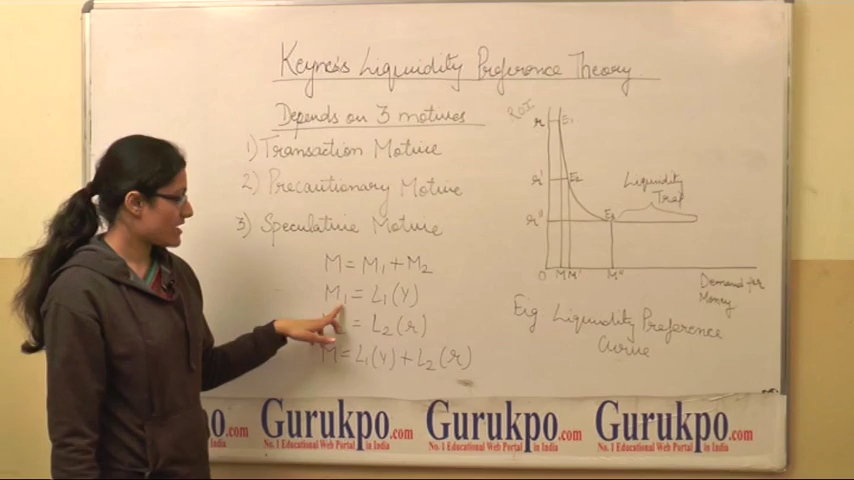 Keynes's Liquidity Preference Theory
Depends on 3 motives
1) Transaction Motive
2) Precautionary Motive
3) Speculative Motive
M = M₁ + M₂
M₁ = L₁(Y)
= L₂(r)
M = L₁(Y) + L₂(r)
ROI
r E₁
r' E₂
Liquidity
Trap
r" E₃
O M M' M"
Demand for
Money
Fig Liquidity Preference
Curve
.com Gurukpo.com Gurukpo.com Gurukpo.com
in India No. 1 Educational Web Portal in India No. 1 Educational Web Portal in India No. 1 Educational Web Portal in India